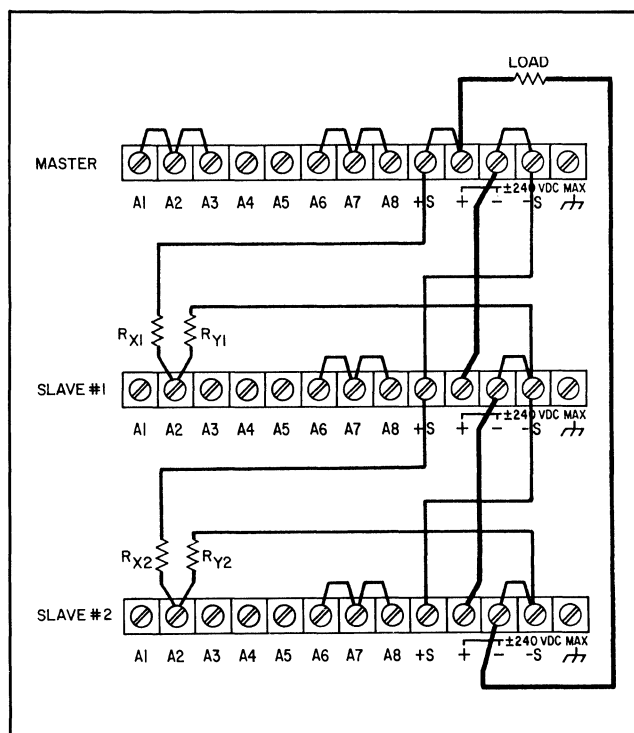 LOAD
MASTER
A1 A2 A3 A4 A5 A6 A7 A8 +S + - -S
±240 VDC MAX
RX1 RY1
SLAVE #1
A1 A2 A3 A4 A5 A6 A7 A8 +S + - -S
±240 VDC MAX
RX2 RY2
SLAVE #2
A1 A2 A3 A4 A5 A6 A7 A8 +S + - -S
±240 VDC MAX